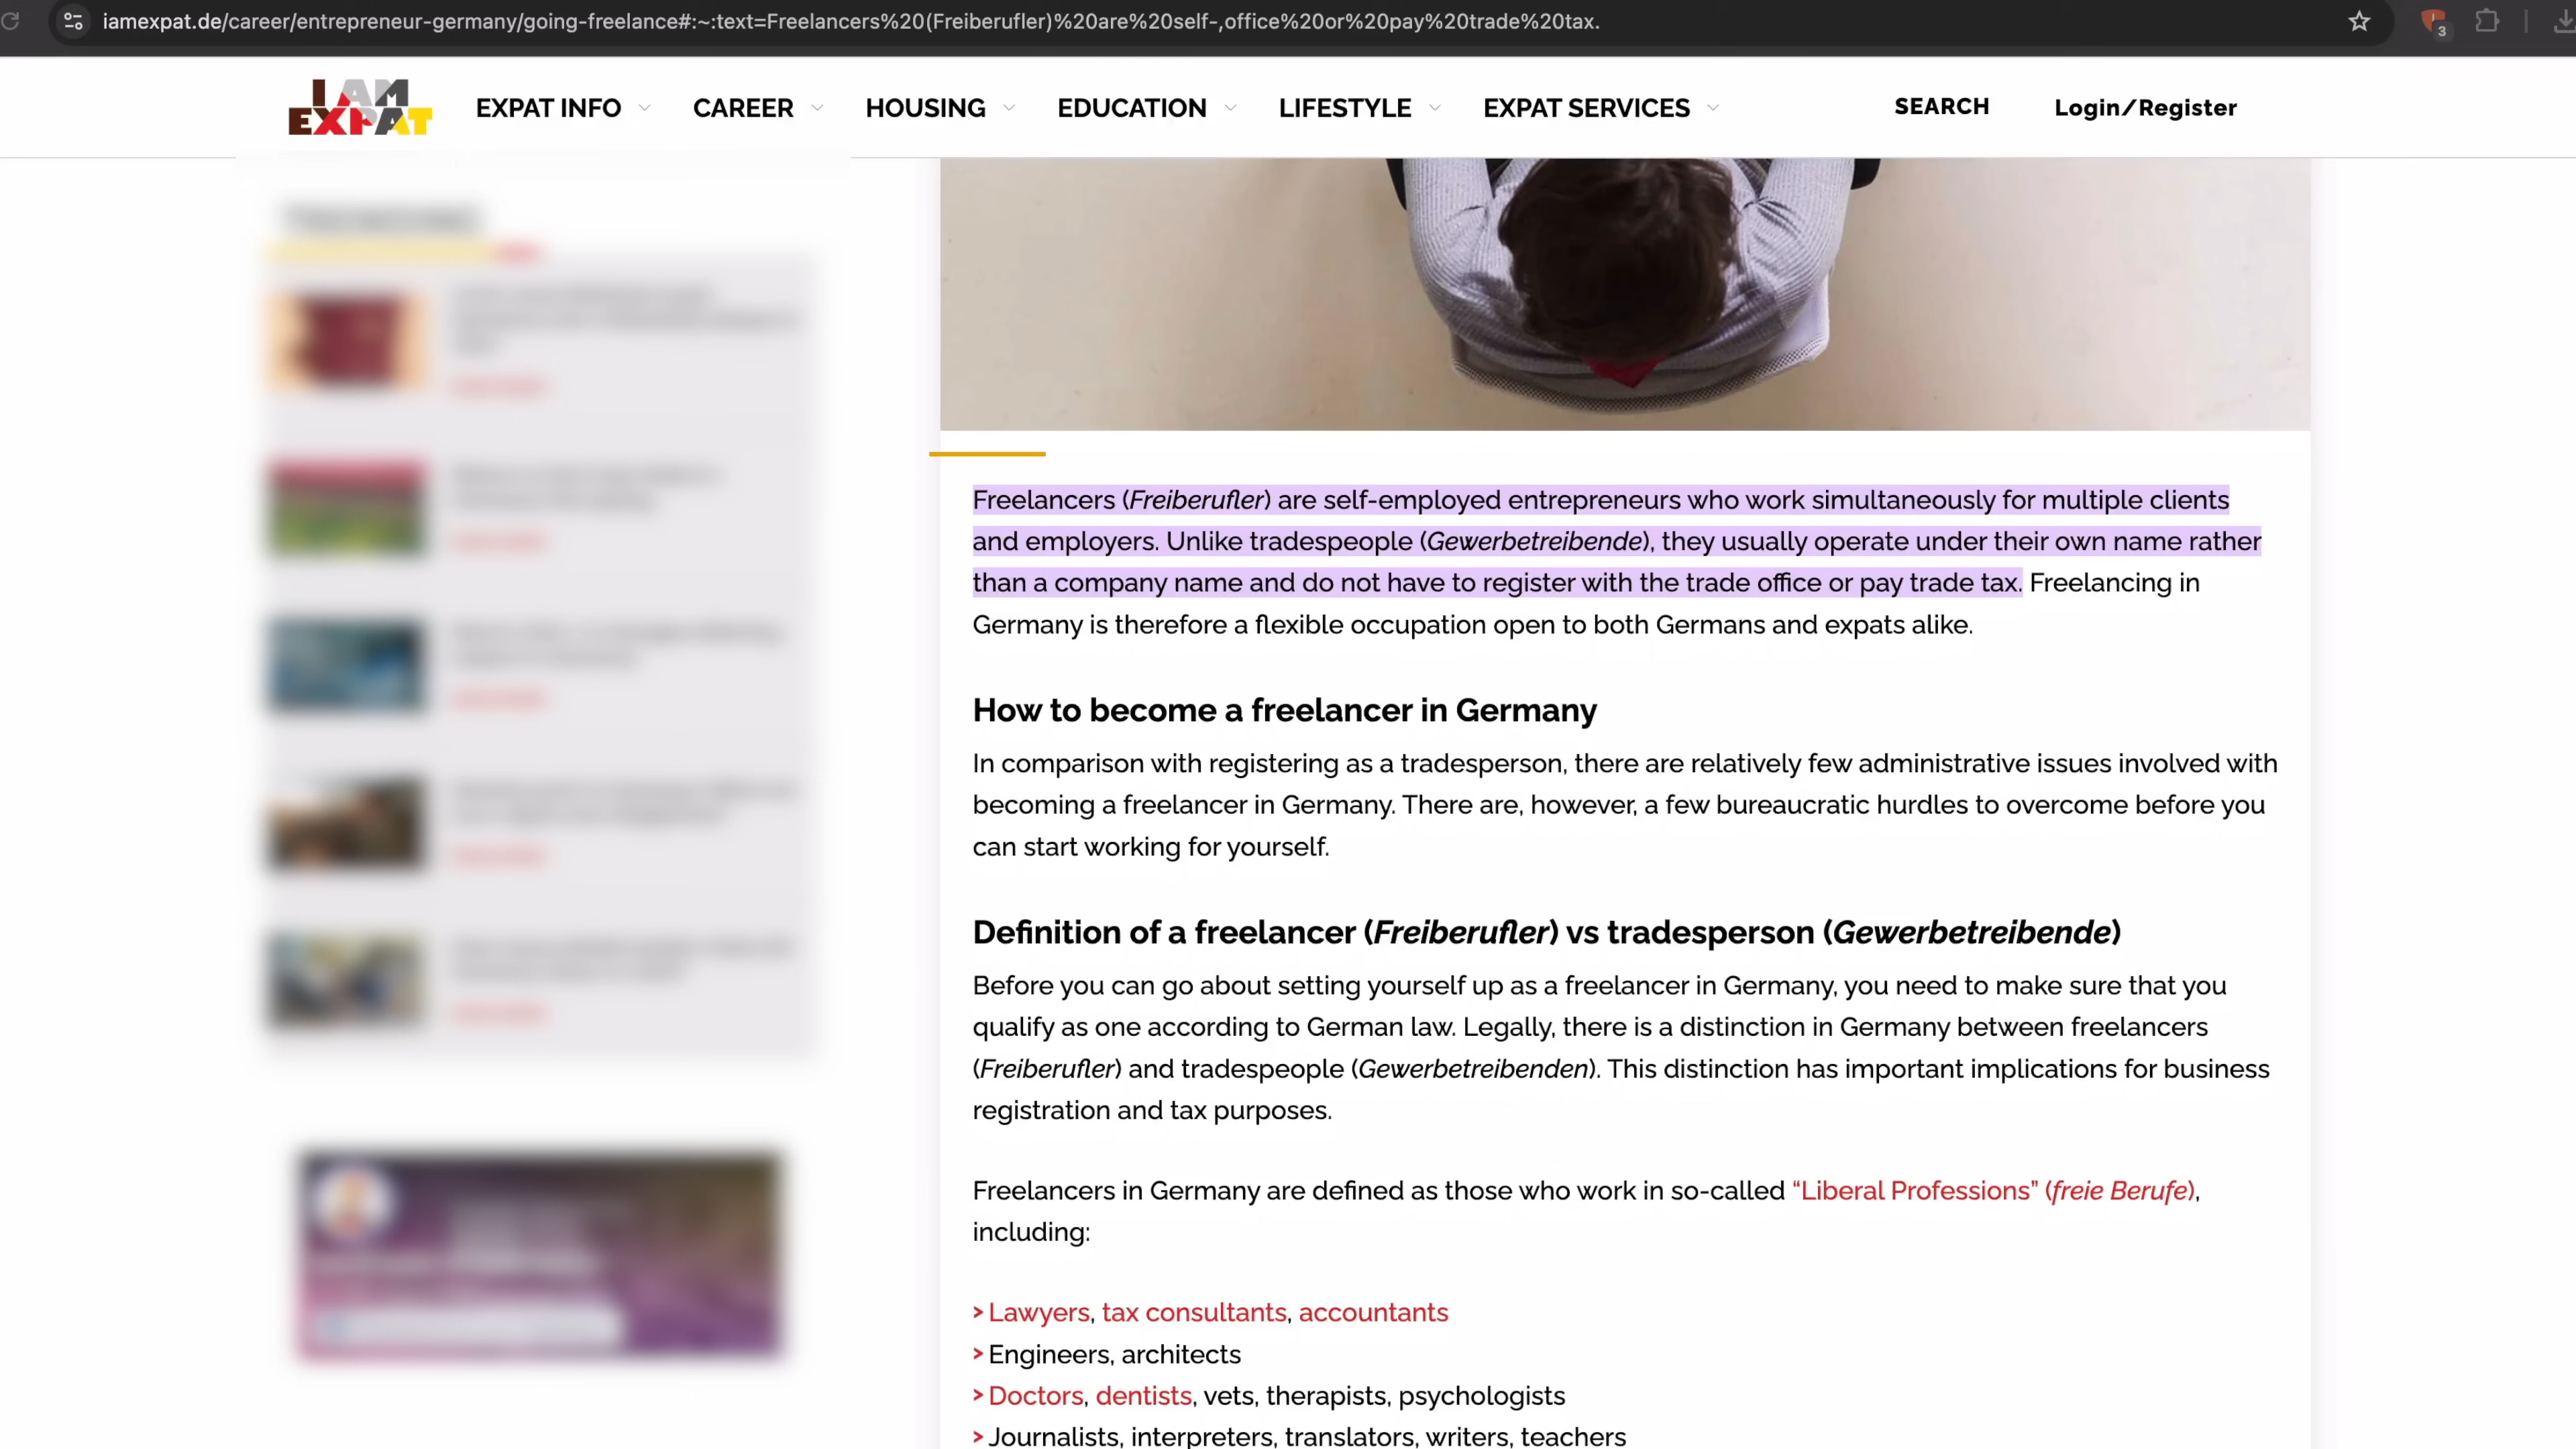 iamexpat.de/career/entrepreneur-germany/going-freelance#:~:text=Freelancers%20(Freiberufler)%20are%20self-,office%20or%20pay%20trade%20tax.
3
I AM
EXPAT
EXPAT INFO
CAREER
HOUSING
EDUCATION
LIFESTYLE
EXPAT SERVICES
SEARCH
Login/Register
Freelancers (Freiberufler) are self-employed entrepreneurs who work simultaneously for multiple clients
and employers. Unlike tradespeople (Gewerbetreibende), they usually operate under their own name rather
than a company name and do not have to register with the trade office or pay trade tax. Freelancing in
Germany is therefore a flexible occupation open to both Germans and expats alike.
How to become a freelancer in Germany
In comparison with registering as a tradesperson, there are relatively few administrative issues involved with
becoming a freelancer in Germany. There are, however, a few bureaucratic hurdles to overcome before you
can start working for yourself.
Definition of a freelancer (Freiberufler) vs tradesperson (Gewerbetreibende)
Before you can go about setting yourself up as a freelancer in Germany, you need to make sure that you
qualify as one according to German law. Legally, there is a distinction in Germany between freelancers
(Freiberufler) and tradespeople (Gewerbetreibenden). This distinction has important implications for business
registration and tax purposes.
Freelancers in Germany are defined as those who work in so-called “Liberal Professions” (freie Berufe),
including:
> Lawyers, tax consultants, accountants
> Engineers, architects
> Doctors, dentists, vets, therapists, psychologists
> Journalists, interpreters, translators, writers, teachers